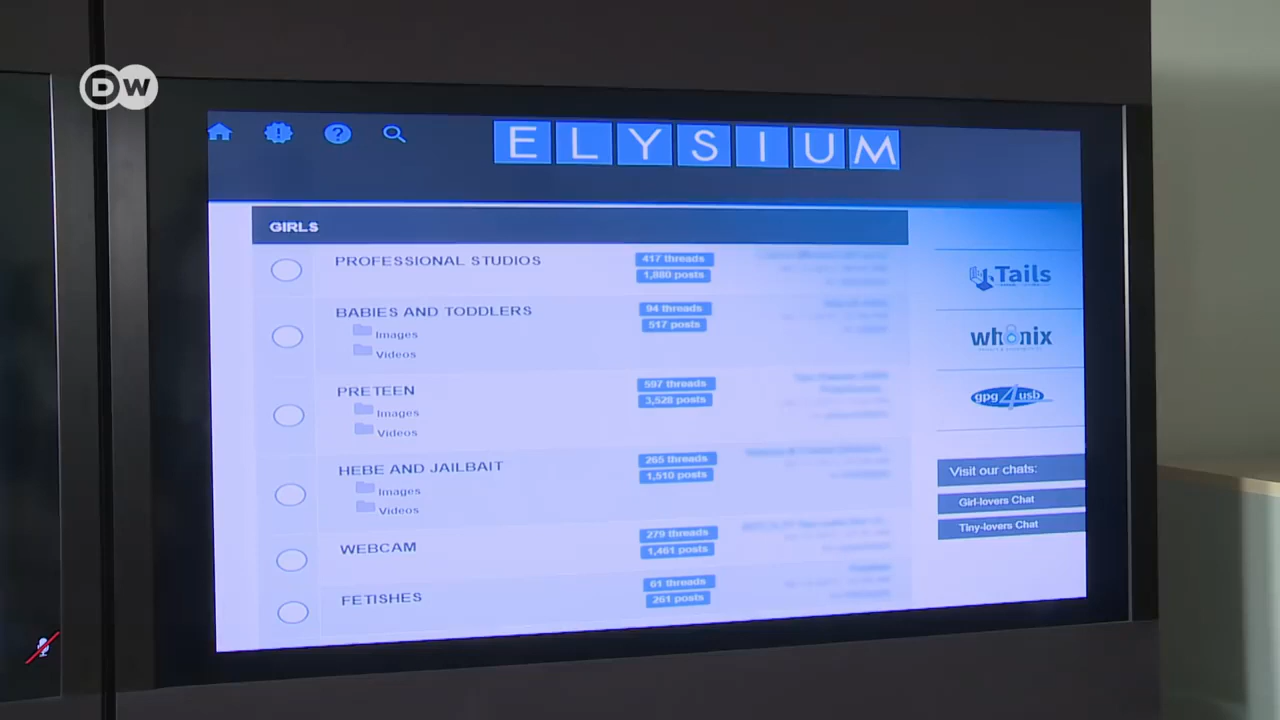 DW
ELYSIUM
GIRLS
PROFESSIONAL STUDIOS
417 threads
1,880 posts
BABIES AND TODDLERS
Images
Videos
94 threads
517 posts
PRETEEN
Images
Videos
597 threads
3,528 posts
HEBE AND JAILBAIT
Images
Videos
265 threads
1,510 posts
WEBCAM
279 threads
1,461 posts
FETISHES
61 threads
261 posts
Tails
whonix
gpg4usb
Visit our chats:
Girl-lovers Chat
Tiny-lovers Chat